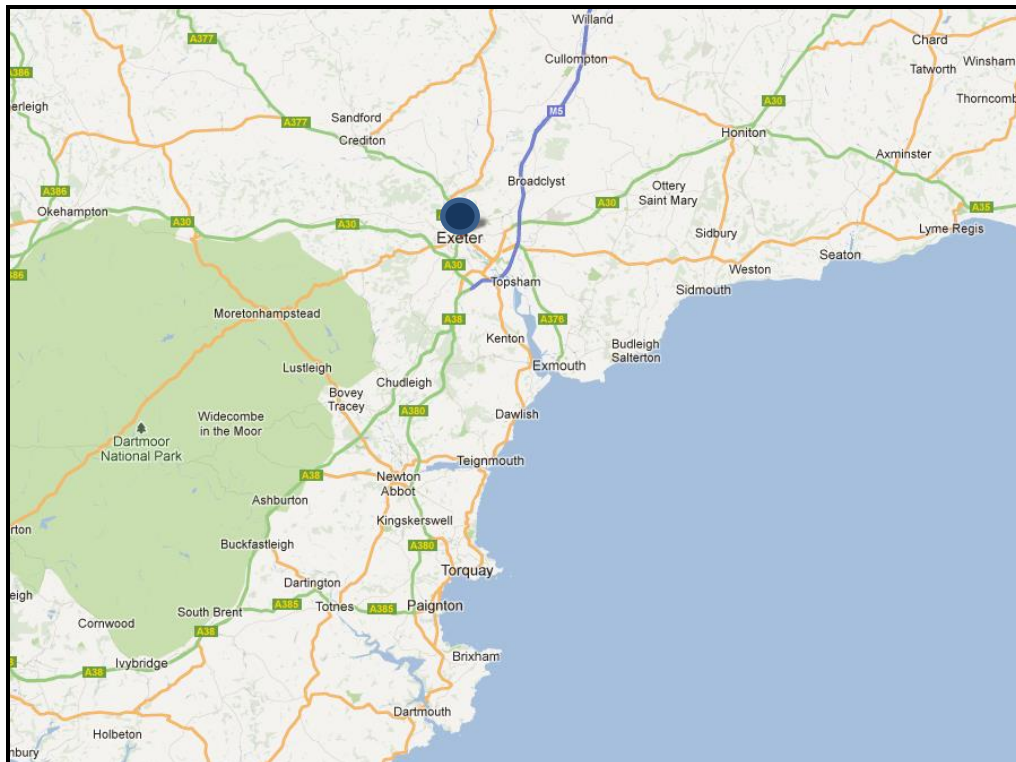 Willand
A377
Chard
Cullompton
Tatworth
Winsham
A386
Thorncomb
erleigh
Sandford
M5
A30
A377
Crediton
Honiton
Axminster
Broadclyst
A386
Ottery
Saint Mary
A30
Okehampton
A30
A30
A35
Lyme Regis
Exeter
Sidbury
Seaton
A30
Weston
86
Topsham
Sidmouth
Moretonhampstead
A38
A376
Kenton
Budleigh
Salterton
Lustleigh
Exmouth
Chudleigh
Bovey
Tracey
A380
Dawlish
Widecombe
in the Moor
Dartmoor
National Park
Teignmouth
A38
Newton
Abbot
Ashburton
Kingskerswell
rton
Buckfastleigh
A380
Torquay
Dartington
eigh
A385
Totnes
A385
Paignton
South Brent
Cornwood
A38
Ivybridge
Brixham
A38
Dartmouth
Holbeton
nbury